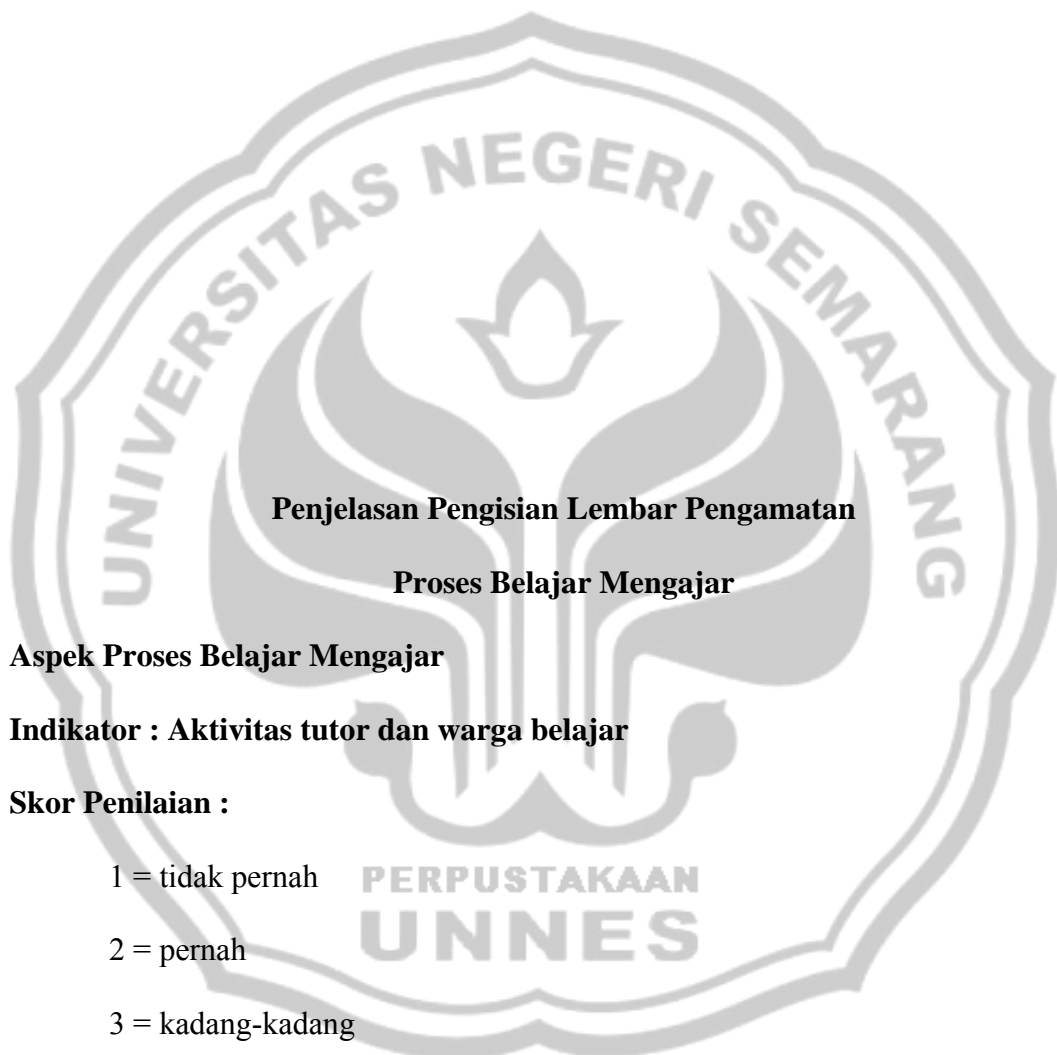 UNIVERSITAS NEGERI SEMARANG
Penjelasan Pengisian Lembar Pengamatan
Proses Belajar Mengajar
Aspek Proses Belajar Mengajar
Indikator : Aktivitas tutor dan warga belajar
Skor Penilaian :
1 = tidak pernah
PERPUSTAKAAN
2 = pernah
UNNES
3 = kadang-kadang